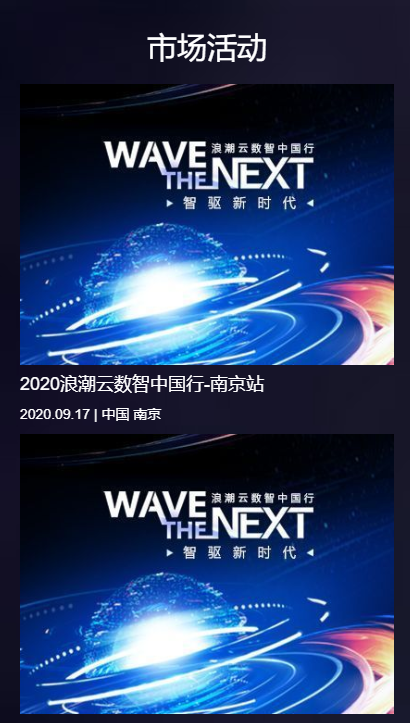 市场活动
WAVE 浪潮云数智中国行
THE NEXT
▸ 智驱新时代 ◂
2020浪潮云数智中国行-南京站
2020.09.17 | 中国 南京
WAVE 浪潮云数智中国行
THE NEXT
▸ 智驱新时代 ◂